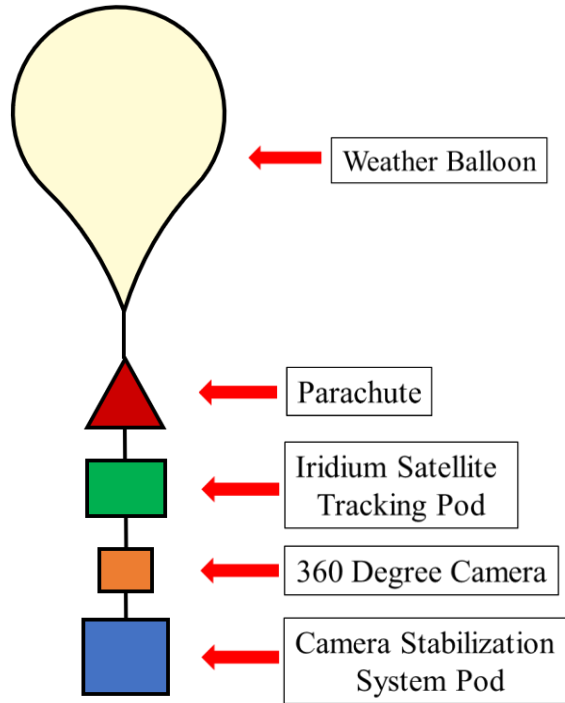 Weather Balloon
Parachute
Iridium Satellite
Tracking Pod
360 Degree Camera
Camera Stabilization
System Pod